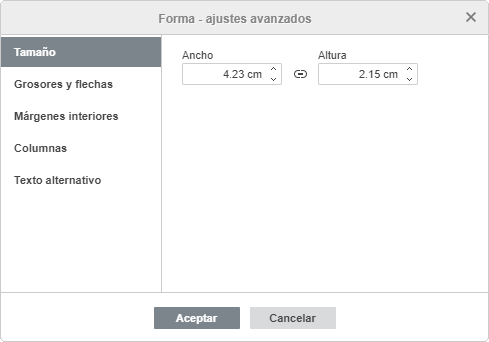 Forma - ajustes avanzados
Tamaño
Grosores y flechas
Márgenes interiores
Columnas
Texto alternativo
Ancho
Altura
4.23 cm
2.15 cm
Aceptar
Cancelar